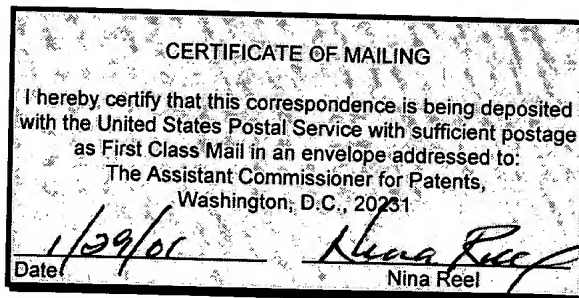 CERTIFICATE OF MAILING
I hereby certify that this correspondence is being deposited
with the United States Postal Service with sufficient postage
as First Class Mail in an envelope addressed to:
The Assistant Commissioner for Patents,
Washington, D.C., 20231
1/29/01 Nina Reel
Date Nina Reel